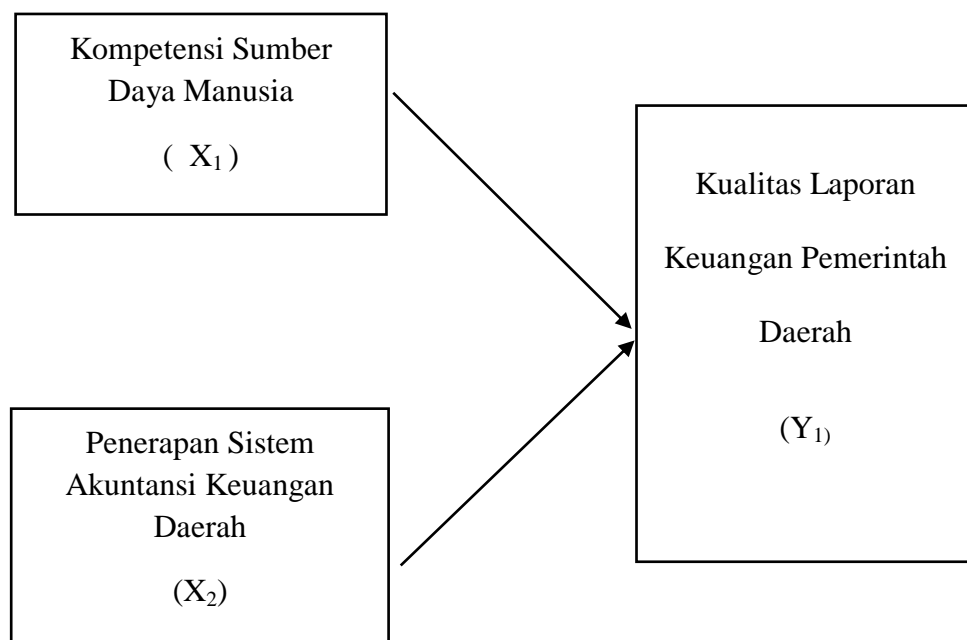 Kompetensi Sumber
Daya Manusia
( X₁ )
Kualitas Laporan
Keuangan Pemerintah
Daerah
(Y₁)
Penerapan Sistem
Akuntansi Keuangan
Daerah
(X₂)